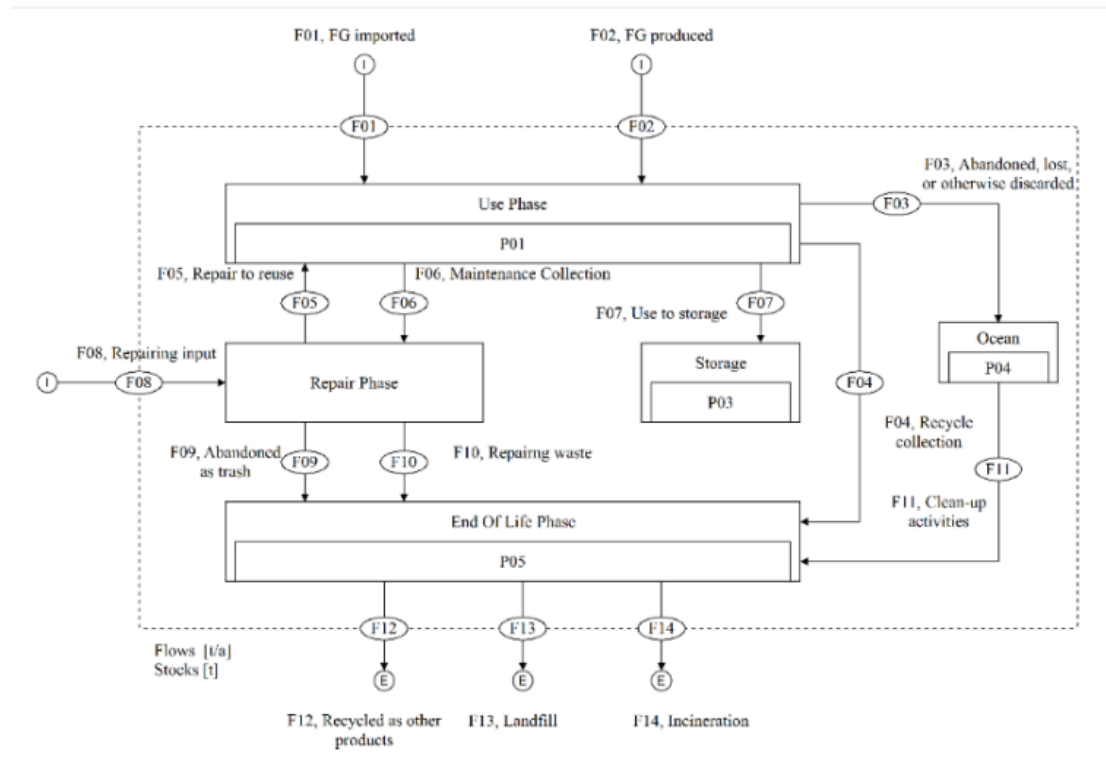 F01, FG imported
F02, FG produced
I
I
F01
F02
F03, Abandoned, lost,
or otherwise discarded
Use Phase
F03
P01
F05, Repair to reuse
F06, Maintenance Collection
F05
F06
F07
F07, Use to storage
Ocean
P04
F08, Repairing input
Storage
I
F08
Repair Phase
F04
P03
F04, Recycle
collection
F09, Abandoned
as trash
F09
F10
F10, Repairng waste
F11
F11, Clean-up
activities
End Of Life Phase
P05
F12
F13
F14
Flows [t/a]
Stocks [t]
E
E
E
F12, Recycled as other
products
F13, Landfill
F14, Incineration